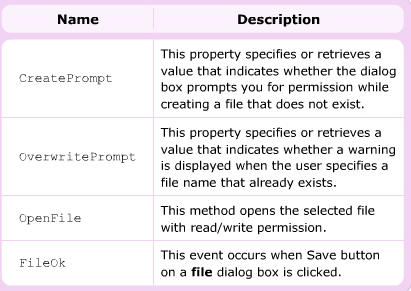 Name Description
This property specifies or retrieves a
value that indicates whether the dialog
CreatePrompt box prompts you for permission while
creating a file that does not exist.
This property specifies or retrieves a
value that indicates whether a warning
OverwritePrompt is displayed when the user specifies a
file name that already exists.
OpenFile This method opens the selected file
with read/write permission.
FileOk This event occurs when Save button
on a file dialog box is clicked.